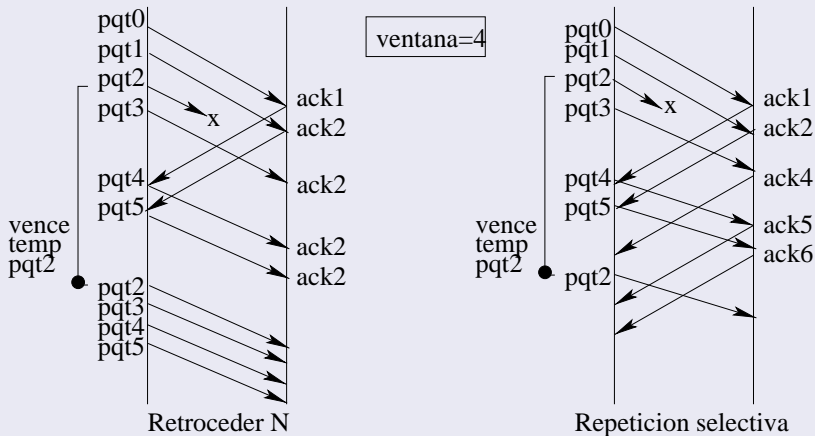 pqt0
pqt1
pqt2
pqt3
x
ack1
ack2
ack2
pqt4
pqt5
vence
temp
pqt2
ack2
ack2
pqt2
pqt3
pqt4
pqt5
Retroceder N
ventana=4
pqt0
pqt1
pqt2
pqt3
x
ack1
ack2
ack4
pqt4
pqt5
vence
temp
pqt2
ack5
ack6
pqt2
Repeticion selectiva